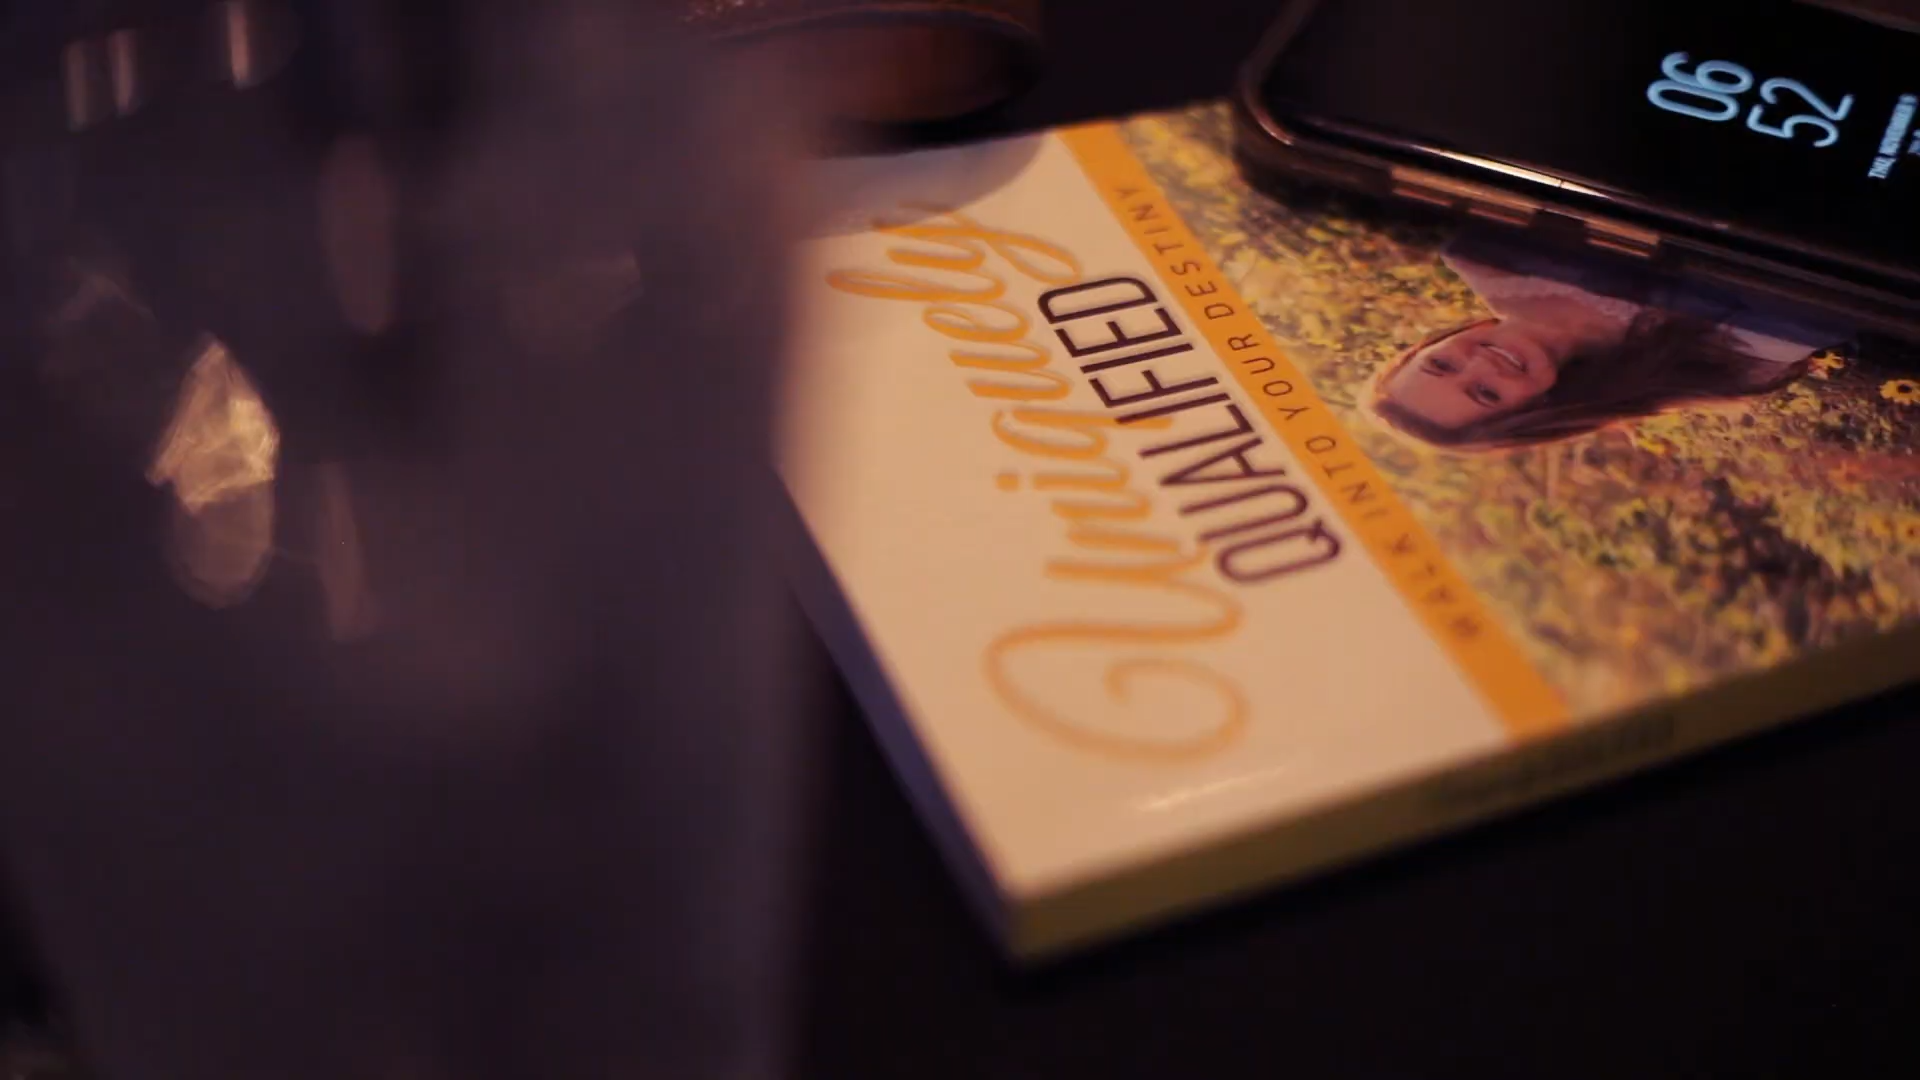 Uniquely
QUALIFIED
WALK INTO YOUR DESTINY
06
52